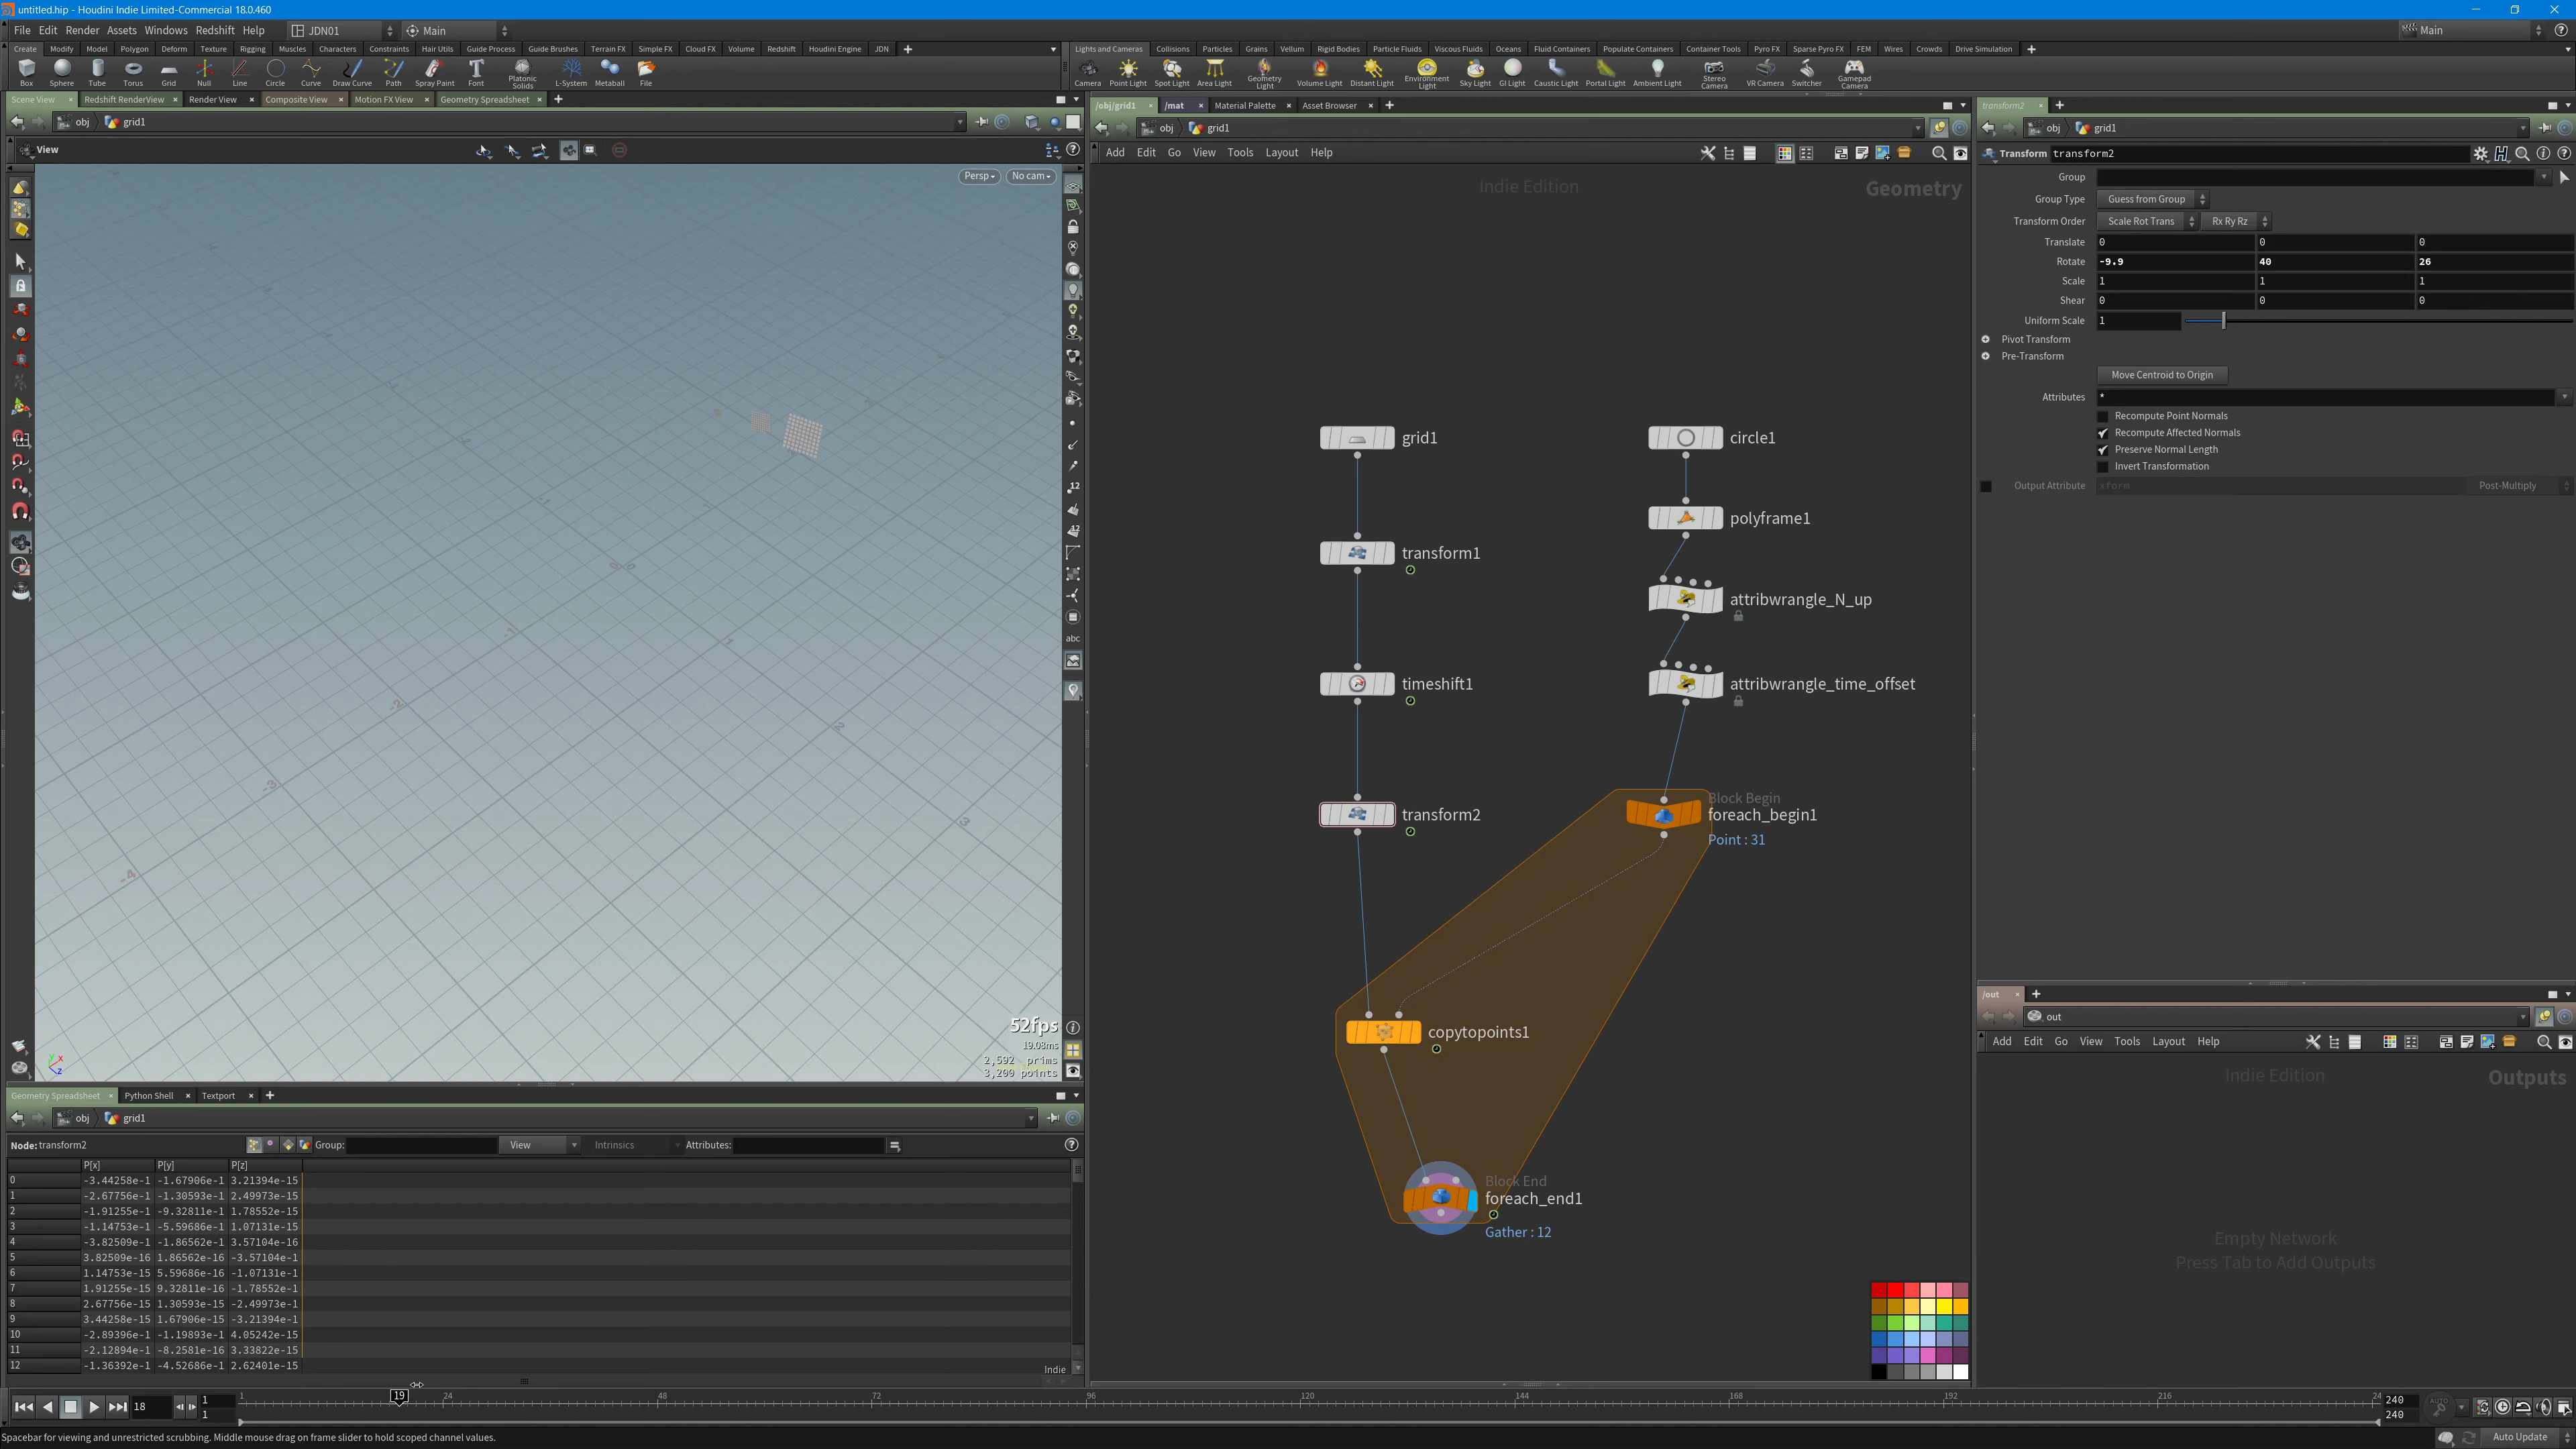 untitled.hip - Houdini Indie Limited-Commercial 18.0.460
File Edit Render Assets Windows Redshift Help JDN01 Main Main
Create Modify Model Polygon Deform Texture Rigging Muscles Characters Constraints Hair Utils Guide Process Guide Brushes Terrain FX Simple FX Cloud FX Volume Redshift Houdini Engine JDN
Lights and Cameras Collisions Particles Grains Vellum Rigid Bodies Particle Fluids Viscous Fluids Oceans Fluid Containers Populate Containers Container Tools Pyro FX Sparse Pyro FX FEM Wires Crowds Drive Simulation
Box Sphere Tube Torus Grid Null Line Circle Curve Draw Curve Path Spray Paint Font Platonic Solids L-System Metaball File
Camera Point Light Spot Light Area Light Geometry Light Volume Light Distant Light Environment Light Sky Light GI Light Caustic Light Portal Light Ambient Light Stereo Camera VR Camera Switcher Gamepad Camera
Scene View Redshift RenderView Render View Composite View Motion FX View Geometry Spreadsheet
obj grid1
View
Persp No cam
52fps
19.08ms
2,592 prims
3,200 points
/obj/grid1 /mat Material Palette Asset Browser
obj grid1
Add Edit Go View Tools Layout Help
Indie Edition
Geometry
grid1
circle1
polyframe1
transform1
attribwrangle_N_up
timeshift1
attribwrangle_time_offset
transform2
Block Begin
foreach_begin1
Point : 31
copytopoints1
Block End
foreach_end1
Gather : 12
transform2
obj grid1
Transform transform2
Group
Group Type Guess from Group
Transform Order Scale Rot Trans Rx Ry Rz
Translate 0 0 0
Rotate -9.9 40 26
Scale 1 1 1
Shear 0 0 0
Uniform Scale 1
Pivot Transform
Pre-Transform
Move Centroid to Origin
Attributes *
Recompute Point Normals
Recompute Affected Normals
Preserve Normal Length
Invert Transformation
Output Attribute xform Post-Multiply
/out
out
Add Edit Go View Tools Layout Help
Indie Edition
Outputs
Empty Network
Press Tab to Add Outputs
Geometry Spreadsheet Python Shell Textport
obj grid1
Node: transform2 Group: View Intrinsics Attributes:
P[x] P[y] P[z]
0 -3.44258e-1 -1.67906e-1 3.21394e-15
1 -2.67756e-1 -1.30593e-1 2.49973e-15
2 -1.91255e-1 -9.32811e-1 1.78552e-15
3 -1.14753e-1 -5.59686e-1 1.07131e-15
4 -3.82509e-1 -1.86562e-1 3.57104e-16
5 3.82509e-16 1.86562e-16 -3.57104e-1
6 1.14753e-15 5.59686e-16 -1.07131e-1
7 1.91255e-15 9.32811e-16 -1.78552e-1
8 2.67756e-15 1.30593e-15 -2.49973e-1
9 3.44258e-15 1.67906e-15 -3.21394e-1
10 -2.89396e-1 -1.19893e-1 4.05242e-15
11 -2.12894e-1 -8.2581e-16 3.33822e-15
12 -1.36392e-1 -4.52686e-1 2.62401e-15
Indie
18 1 1 1 19 24 48 72 96 120 144 168 192 216 24 240 240
Spacebar for viewing and unrestricted scrubbing. Middle mouse drag on frame slider to hold scoped channel values.
Auto Update